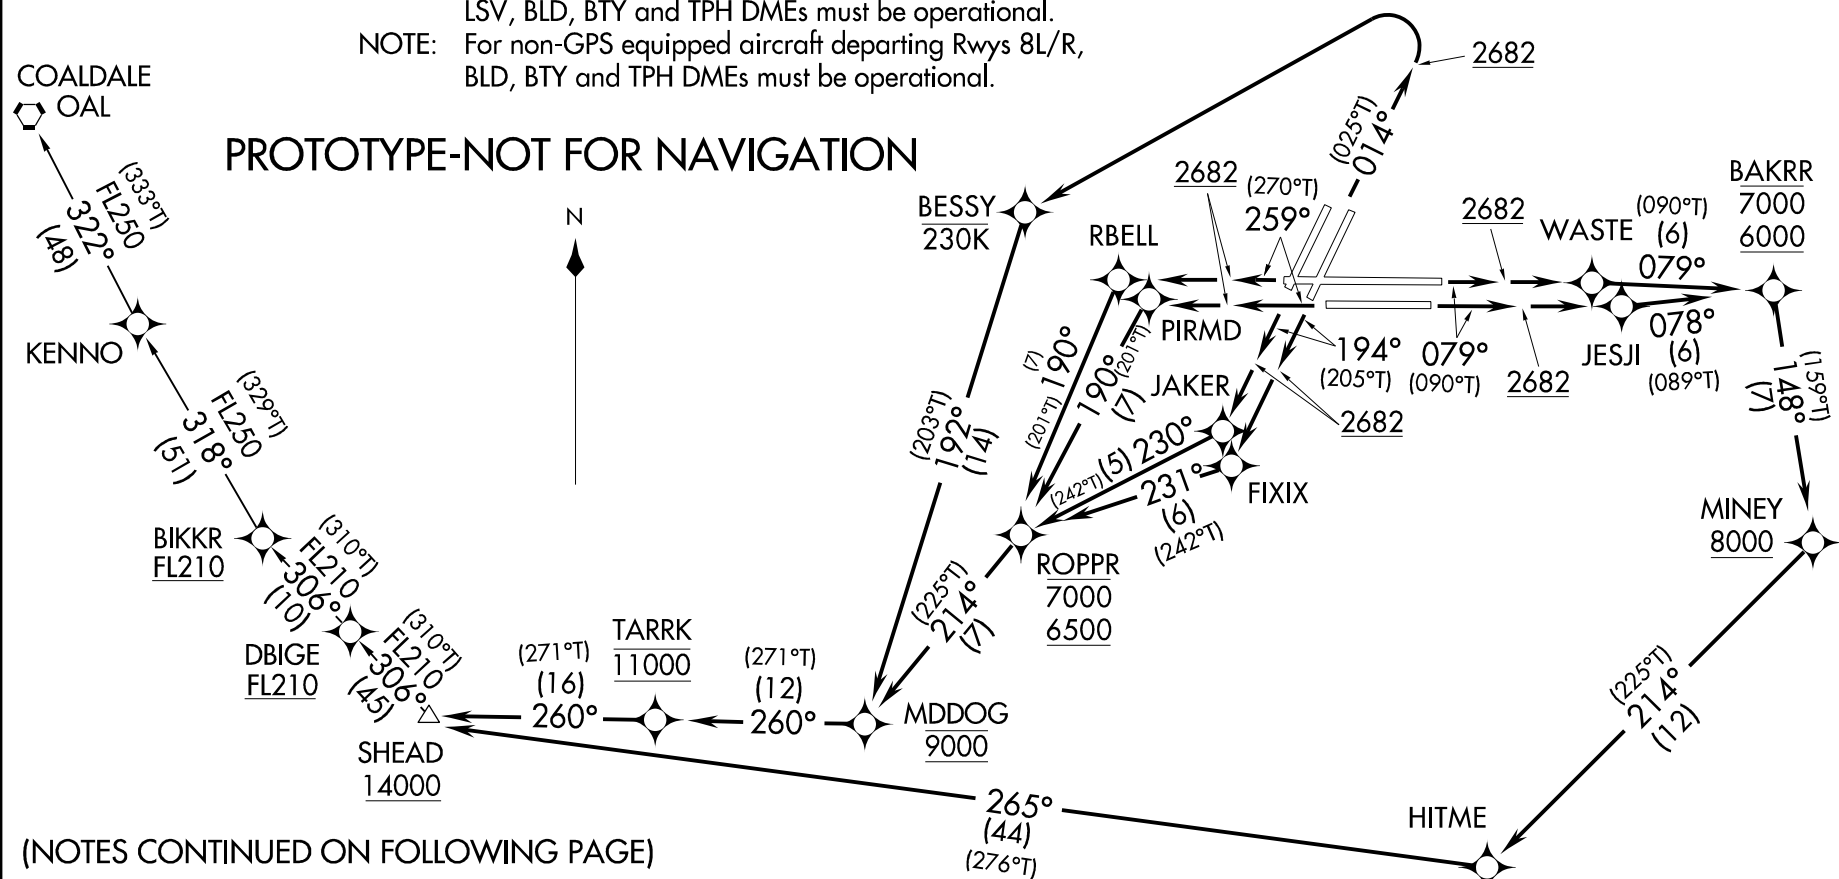 LSV, BLD, BTY and TPH DMEs must be operational.
NOTE: For non-GPS equipped aircraft departing Rwys 8L/R,
BLD, BTY and TPH DMEs must be operational.
COALDALE
OAL
PROTOTYPE-NOT FOR NAVIGATION
N
(333°T)
FL250
322°
(48)
KENNO
(329°T)
FL250
318°
(51)
BIKKR
FL210
(310°T)
FL210
306°
(10)
DBIGE
FL210
(310°T)
FL210
306°
(45)
SHEAD
14000
(271°T)
(16)
260°
TARRK
11000
(271°T)
(12)
260°
MDDOG
9000
BESSY
230K
(203°T)
192°
(14)
2682
(025°T)
014°
2682
(270°T)
259°
RBELL
PIRMD
(7)
190°
(201°T)
190°
(201°T)
(7)
JAKER
194°
(205°T)
2682
(242°T) (5) 230°
231°
(6)
(242°T)
FIXIX
ROPPR
7000
6500
(225°T)
214°
(7)
2682
079°
(090°T)
2682
WASTE
(090°T)
(6)
079°
JESJI
078°
(6)
(089°T)
BAKRR
7000
6000
(159°T)
148°
(7)
MINEY
8000
(225°T)
214°
(12)
HITME
265°
(44)
(276°T)
(NOTES CONTINUED ON FOLLOWING PAGE)